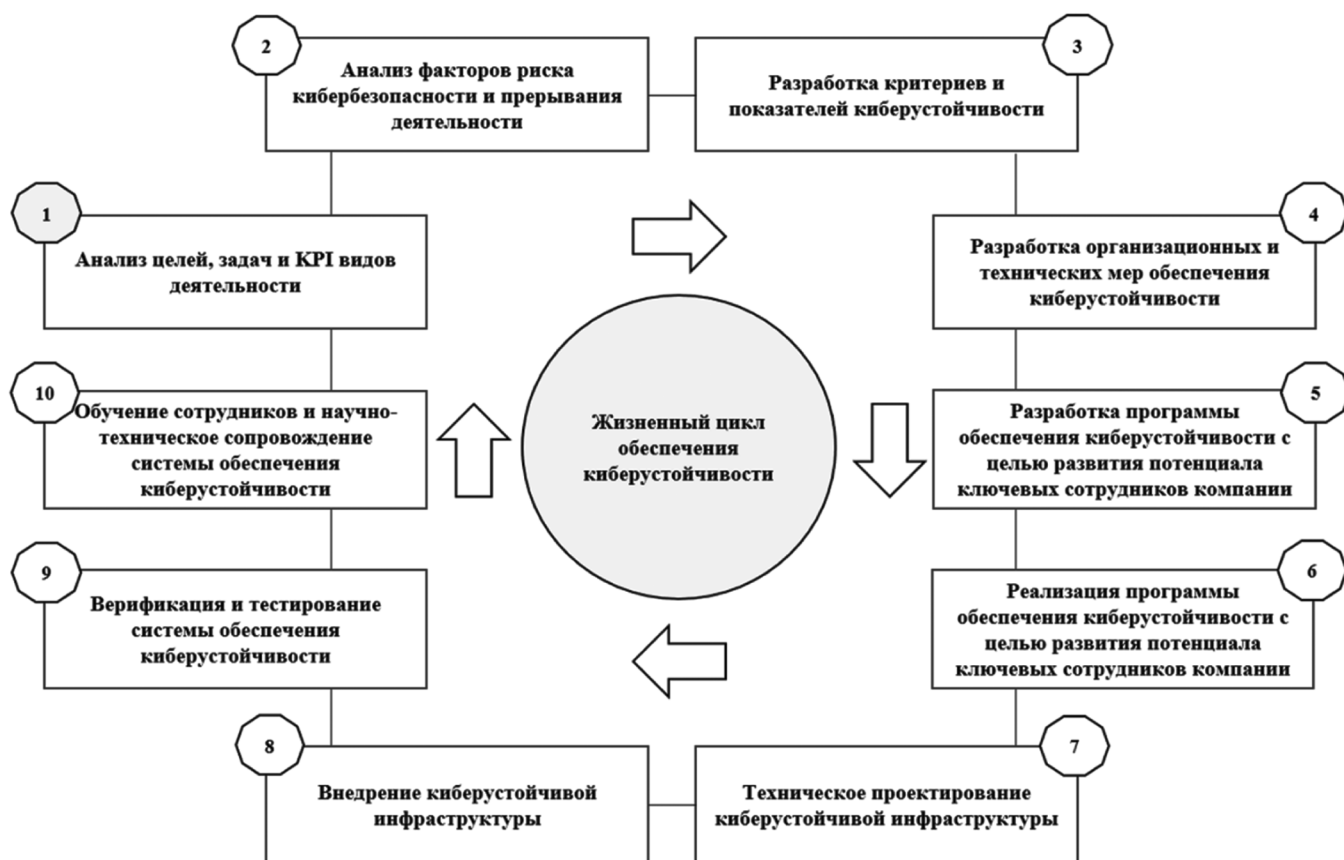 2
Анализ факторов риска
кибербезопасности и прерывания
деятельности
3
Разработка критериев и
показателей киберустойчивости
1
Анализ целей, задач и KPI видов
деятельности
4
Разработка организационных и
технических мер обеспечения
киберустойчивости
10
Обучение сотрудников и научно-
техническое сопровождение
системы обеспечения
киберустойчивости
Жизненный цикл
обеспечения
киберустойчивости
5
Разработка программы
обеспечения киберустойчивости с
целью развития потенциала
ключевых сотрудников компании
9
Верификация и тестирование
системы обеспечения
киберустойчивости
6
Реализация программы
обеспечения киберустойчивости с
целью развития потенциала
ключевых сотрудников компании
8
Внедрение киберустойчивой
инфраструктуры
7
Техническое проектирование
киберустойчивой инфраструктуры